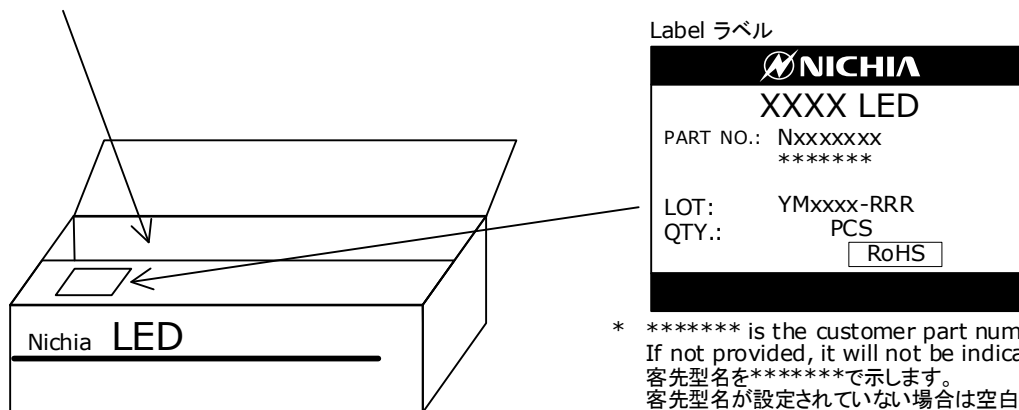 Label ラベル
NICHIA
XXXX LED
PART NO.: Nxxxxxxx
*******
LOT: YMxxxx-RRR
QTY.: PCS
RoHS
Nichia LED
* ******* is the customer part num
If not provided, it will not be indica
客先型名を*******で示します。
客先型名が設定されていない場合は空白